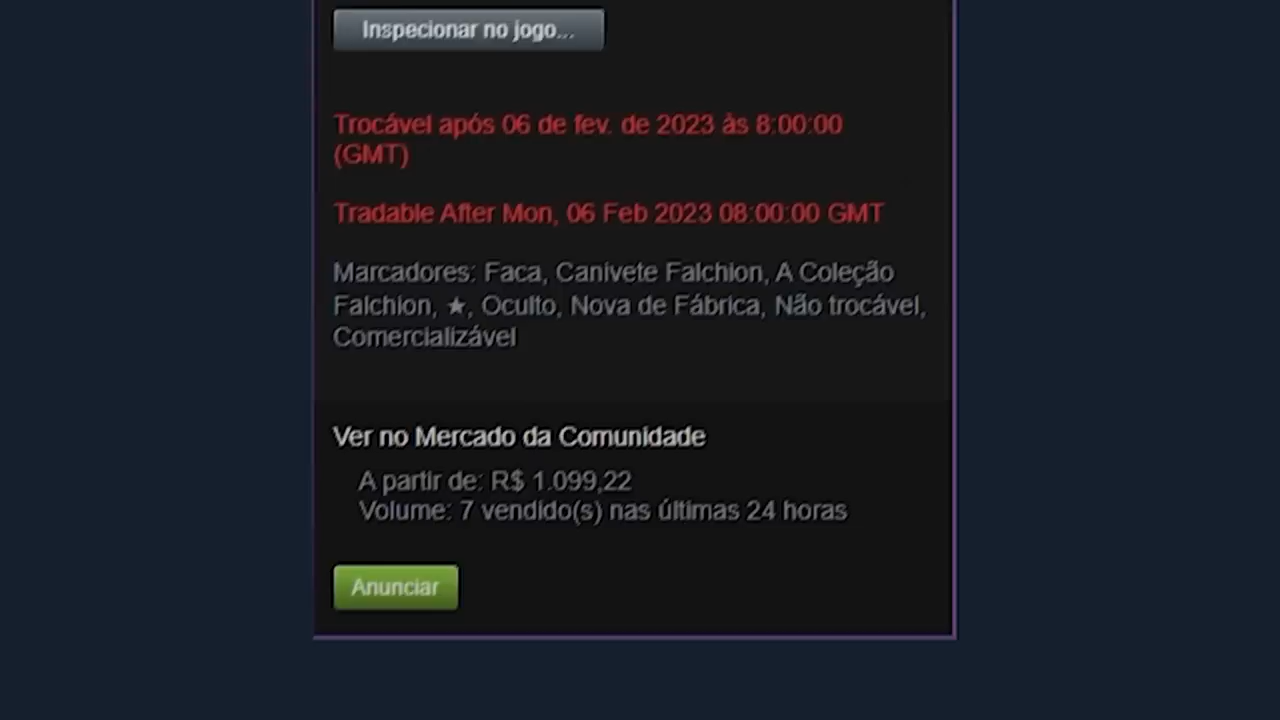 Inspecionar no jogo...
Trocável após 06 de fev. de 2023 às 8:00:00
(GMT)
Tradable After Mon, 06 Feb 2023 08:00:00 GMT
Marcadores: Faca, Canivete Falchion, A Coleção
Falchion, ★, Oculto, Nova de Fábrica, Não trocável,
Comercializável
Ver no Mercado da Comunidade
A partir de: R$ 1.099,22
Volume: 7 vendido(s) nas últimas 24 horas
Anunciar